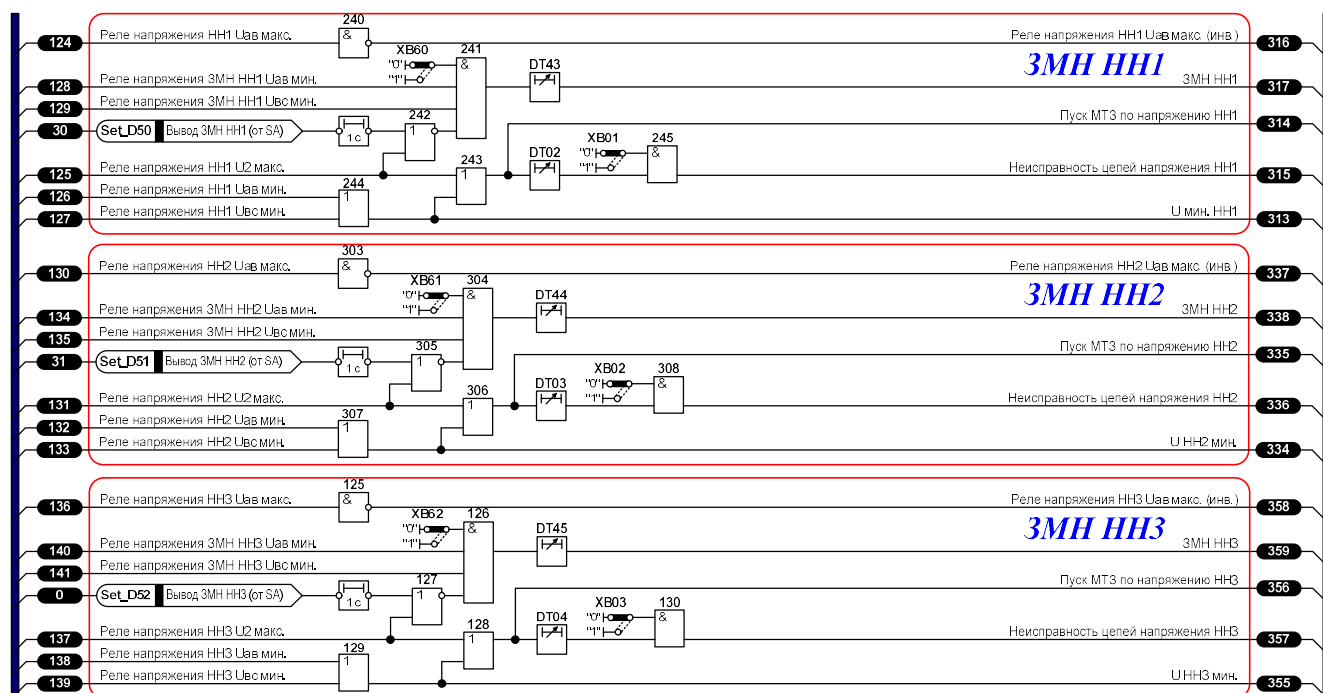 240
&
124 Реле напряжения НН1 Uав макс. Реле напряжения НН1 Uав макс. (инв.) 316
XB60 241
"0" &
"1"
ЗМН НН1
DT43
128 Реле напряжения ЗМН НН1 Uав мин. ЗМН НН1 317
129 Реле напряжения ЗМН НН1 Uвс мин.
242
30 Set_D50 Вывод ЗМН НН1 (от SA) 1 с 1
Пуск МТЗ по напряжению НН1 314
243 DT02 XB01 245
"0" &
"1"
125 Реле напряжения НН1 U2 макс. 1 Неисправность цепей напряжения НН1 315
244
126 Реле напряжения НН1 Uав мин. 1
127 Реле напряжения НН1 Uвс мин. U мин. НН1 313
303
&
130 Реле напряжения НН2 Uав макс. Реле напряжения НН2 Uав макс. (инв.) 337
XB61 304
"0" &
"1"
ЗМН НН2
DT44
134 Реле напряжения ЗМН НН2 Uав мин. ЗМН НН2 338
135 Реле напряжения ЗМН НН2 Uвс мин.
305
31 Set_D51 Вывод ЗМН НН2 (от SA) 1 с 1
Пуск МТЗ по напряжению НН2 335
306 DT03 XB02 308
"0" &
"1"
131 Реле напряжения НН2 U2 макс. 1 Неисправность цепей напряжения НН2 336
307
132 Реле напряжения НН2 Uав мин. 1
133 Реле напряжения НН2 Uвс мин. U НН2 мин. 334
125
&
136 Реле напряжения НН3 Uав макс. Реле напряжения НН3 Uав макс. (инв.) 358
XB62 126
"0" &
"1"
ЗМН НН3
DT45
140 Реле напряжения ЗМН НН3 Uав мин. ЗМН НН3 359
141 Реле напряжения ЗМН НН3 Uвс мин.
127
0 Set_D52 Вывод ЗМН НН3 (от SA) 1 с 1
Пуск МТЗ по напряжению НН3 356
128 DT04 XB03 130
"0" &
"1"
137 Реле напряжения НН3 U2 макс. 1 Неисправность цепей напряжения НН3 357
129
138 Реле напряжения НН3 Uав мин. 1
139 Реле напряжения НН3 Uвс мин. U НН3 мин. 355